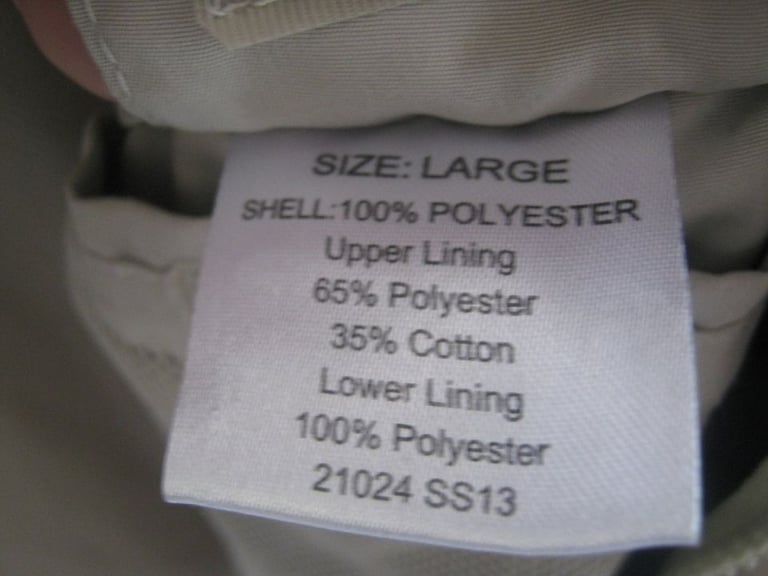 SIZE: LARGE
SHELL:100% POLYESTER
Upper Lining
65% Polyester
35% Cotton
Lower Lining
100% Polyester
21024 SS13